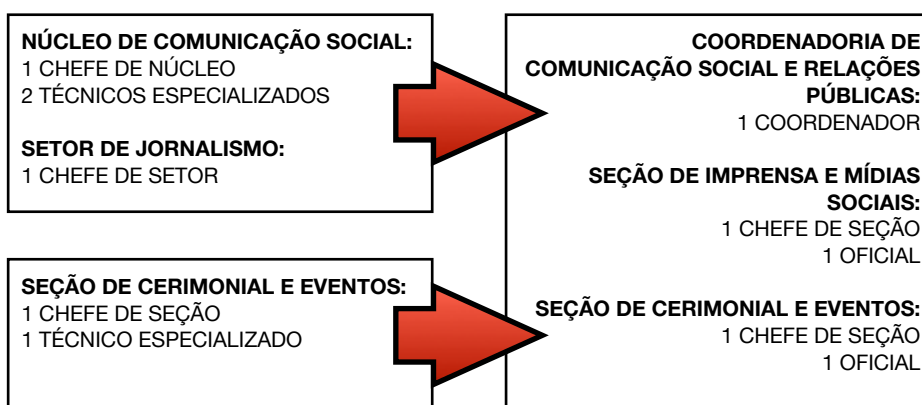 NÚCLEO DE COMUNICAÇÃO SOCIAL:
1 CHEFE DE NÚCLEO
2 TÉCNICOS ESPECIALIZADOS
SETOR DE JORNALISMO:
1 CHEFE DE SETOR
SEÇÃO DE CERIMONIAL E EVENTOS:
1 CHEFE DE SEÇÃO
1 TÉCNICO ESPECIALIZADO
COORDENADORIA DE
COMUNICAÇÃO SOCIAL E RELAÇÕES
PÚBLICAS:
1 COORDENADOR
SEÇÃO DE IMPRENSA E MÍDIAS
SOCIAIS:
1 CHEFE DE SEÇÃO
1 OFICIAL
SEÇÃO DE CERIMONIAL E EVENTOS:
1 CHEFE DE SEÇÃO
1 OFICIAL